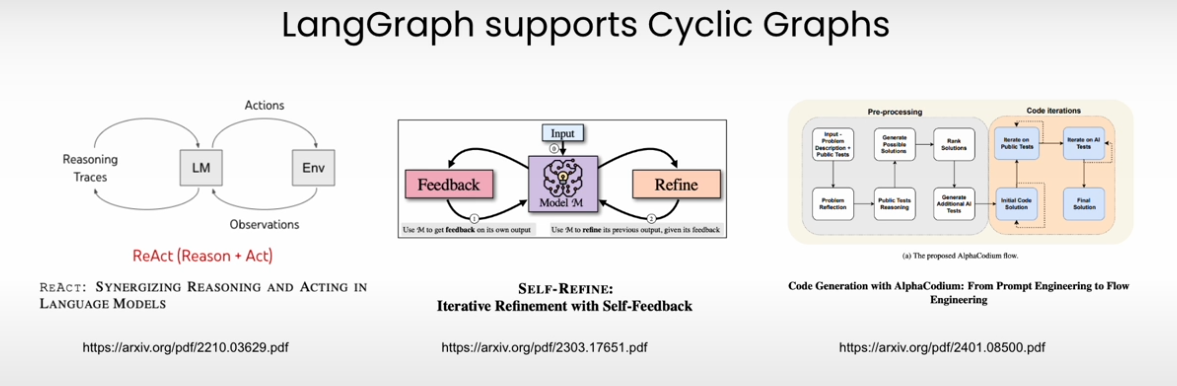 LangGraph supports Cyclic Graphs
Actions
Reasoning
Traces
LM
Env
Observations
ReAct (Reason + Act)
REACT: SYNERGIZING REASONING AND ACTING IN
LANGUAGE MODELS
https://arxiv.org/pdf/2210.03629.pdf
Input
0
Feedback
Model M
Refine
1
2
Use M to get feedback on its own output
Use M to refine its previous output, given its feedback
SELF-REFINE:
Iterative Refinement with Self-Feedback
https://arxiv.org/pdf/2303.17651.pdf
Pre-processing
Code iterations
Input -
Problem
Description +
Public Tests
Generate
Possible
Solutions
Rank
Solutions
Iterate on
Public Tests
Iterate on AI
Tests
Problem
Reflection
Public Tests
Reasoning
Generate
Additional AI
Tests
Initial Code
Solution
Final
Solution
(a) The proposed AlphaCodium flow.
Code Generation with AlphaCodium: From Prompt Engineering to Flow
Engineering
https://arxiv.org/pdf/2401.08500.pdf